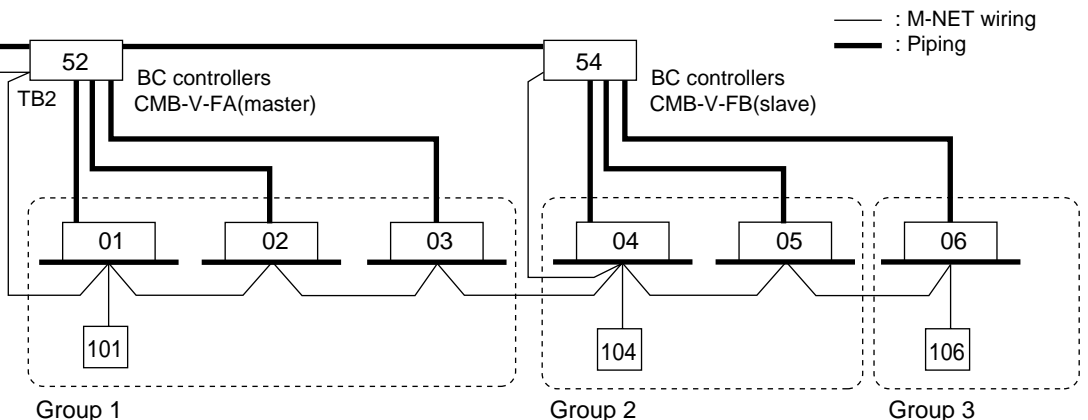 : M-NET wiring
: Piping
52
TB2
BC controllers
CMB-V-FA(master)
54
BC controllers
CMB-V-FB(slave)
01
02
03
04
05
06
101
104
106
Group 1
Group 2
Group 3